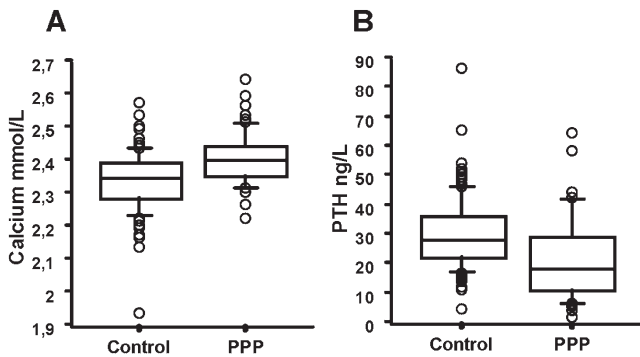 A
Calcium mmol/L
2,7
2,6
2,5
2,4
2,3
2,2
2,1
2
1,9
Control
PPP
B
PTH ng/L
90
80
70
60
50
40
30
20
10
0
Control
PPP